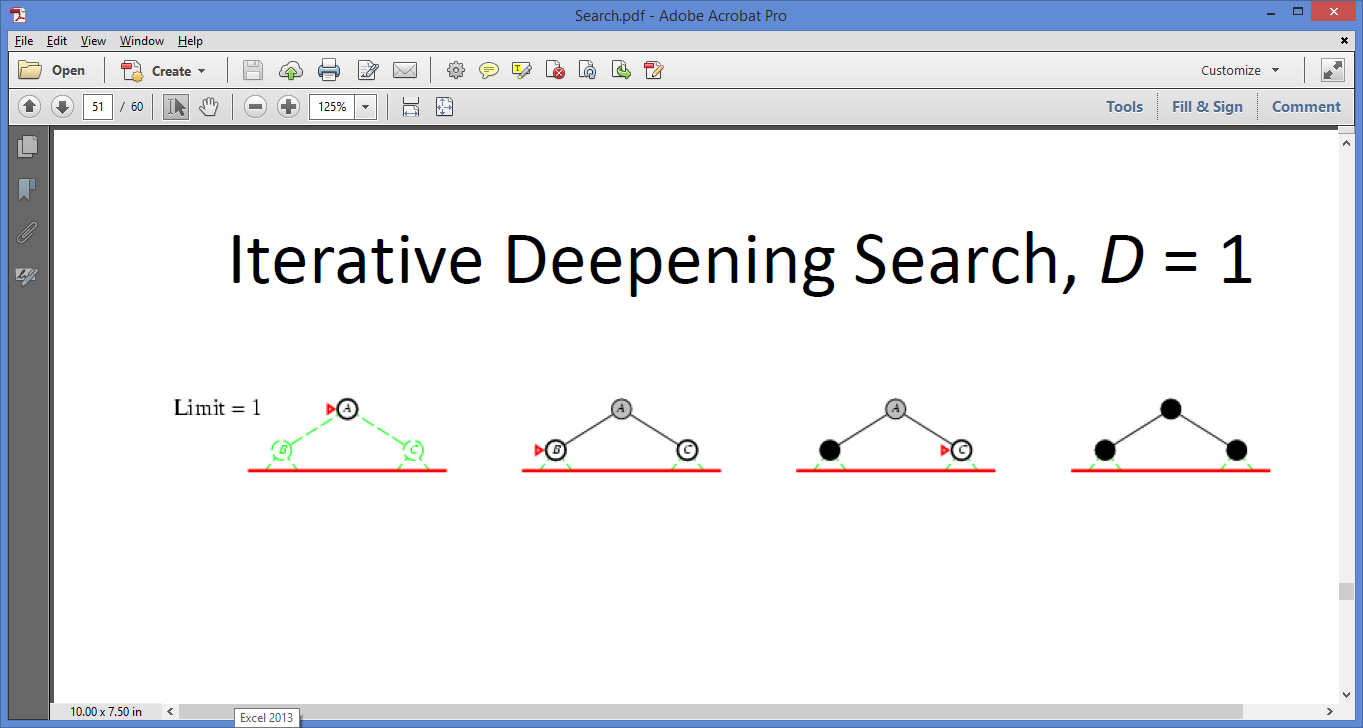 Search.pdf - Adobe Acrobat Pro
File Edit View Window Help
Open Create Customize
51 / 60 125% Tools Fill & Sign Comment
Iterative Deepening Search, D = 1
Limit = 1
A A A
B C B C C
10.00 x 7.50 in
Excel 2013